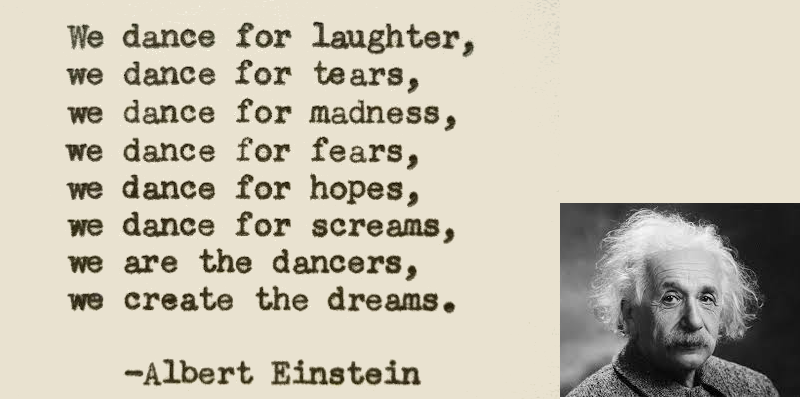 We dance for laughter,
we dance for tears,
we dance for madness,
we dance for fears,
we dance for hopes,
we dance for screams,
we are the dancers,
we create the dreams.
-Albert Einstein